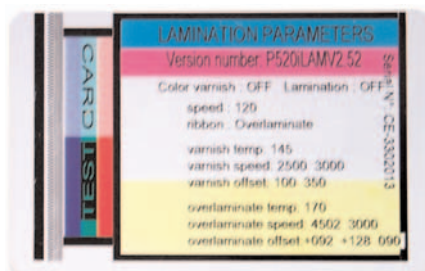 LAMINATION PARAMETERS
Version number: P520iLAMV2.52
Color varnish : OFF Lamination : OFF
speed : 120
ribbon : Overlaminate
varnish temp: 145
varnish speed: 2500 3000
varnish offset: 100 350
overlaminate temp: 170
overlaminate speed: 4502 3000
overlaminate offset +092 +128 090
Serial N°: CE-3302013
TEST CARD